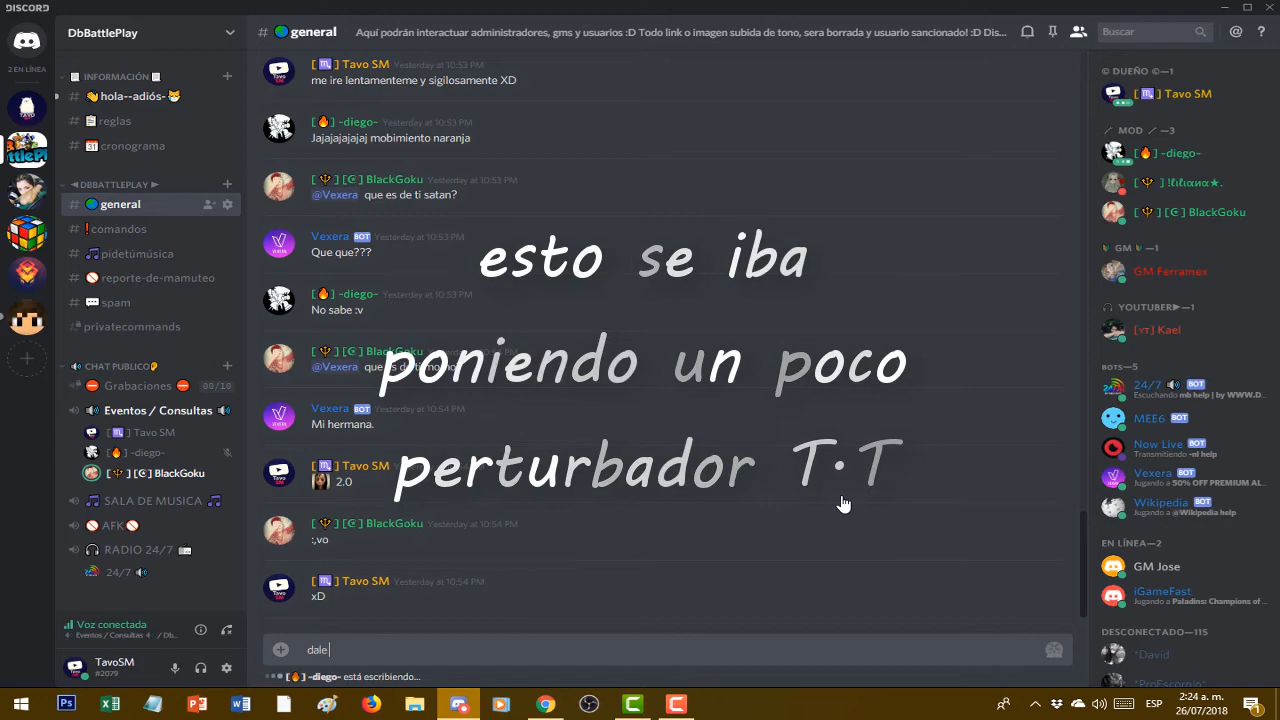 DISCORD
2 EN LÍNEA
DbBattlePlay
INFORMACIÓN
👋hola--adiós-🐯
reglas
31 cronograma
◀DBBATTLEPLAY ▶
general
❗comandos
🎵pidetúmúsica
🚫reporte-de-mamuteo
💬spam
privatecommands
🔊 CHAT PUBLICO👂
⛔ Grabaciones ⛔ 00/10
🔊Eventos / Consultas 🔊
[♏] Tavo SM
[🔥] -diego-
[🔱] [☪] BlackGoku
SALA DE MUSICA 🎵
🚫 AFK🚫
🎧RADIO 24/7 📻
24/7 🔊
Voz conectada
Eventos / Consultas / Db...
TavoSM
#2079
# general
Aquí podrán interactuar administradores, gms y usuarios :D Todo link o imagen subida de tono, sera borrada y usuario sancionado! :D Dis...
Buscar
[♏] Tavo SM Yesterday at 10:53 PM
me ire lentamenteme y sigilosamente XD
[🔥] -diego- Yesterday at 10:53 PM
Jajajajajaj mobimiento naranja
[🔱] [☪] BlackGoku Yesterday at 10:53 PM
@Vexera que es de ti satan?
Vexera BOT Yesterday at 10:53 PM
Que que???
esto se iba
[🔥] -diego- Yesterday at 10:53 PM
No sabe :v
[🔱] [☪] BlackGoku
@Vexera que es de ti
poniendo un poco
Vexera BOT Yesterday at 10:54 PM
Mi hermana.
[♏] Tavo SM Yesterday at 10:54 PM
2.0
perturbador T.T
[🔱] [☪] BlackGoku Yesterday at 10:54 PM
:,vo
[♏] Tavo SM Yesterday at 10:54 PM
xD
dale
[🔥] -diego- está escribiendo...
© DUEÑO ©—1
[♏] Tavo SM
MOD —3
[🔥] -diego-
[🔱] [☪] BlackGoku
GM —1
GM Ferramex
🎧 YOUTUBER▶—1
[ʏᴛ] Kael
BOTS—5
24/7 🔊 BOT
Escuchando mb help | by WWW.D...
MEE6 BOT
Now Live BOT
Transmitiendo -nl help
Vexera BOT
Jugando a 50% OFF PREMIUM AL...
Wikipedia BOT
Jugando a @Wikipedia help
EN LÍNEA—2
GM Jose
iGameFast
Jugando a Paladins: Champions of ...
DESCONECTADO—115
*David
*ProEscorpio
ESP
2:24 a. m.
26/07/2018